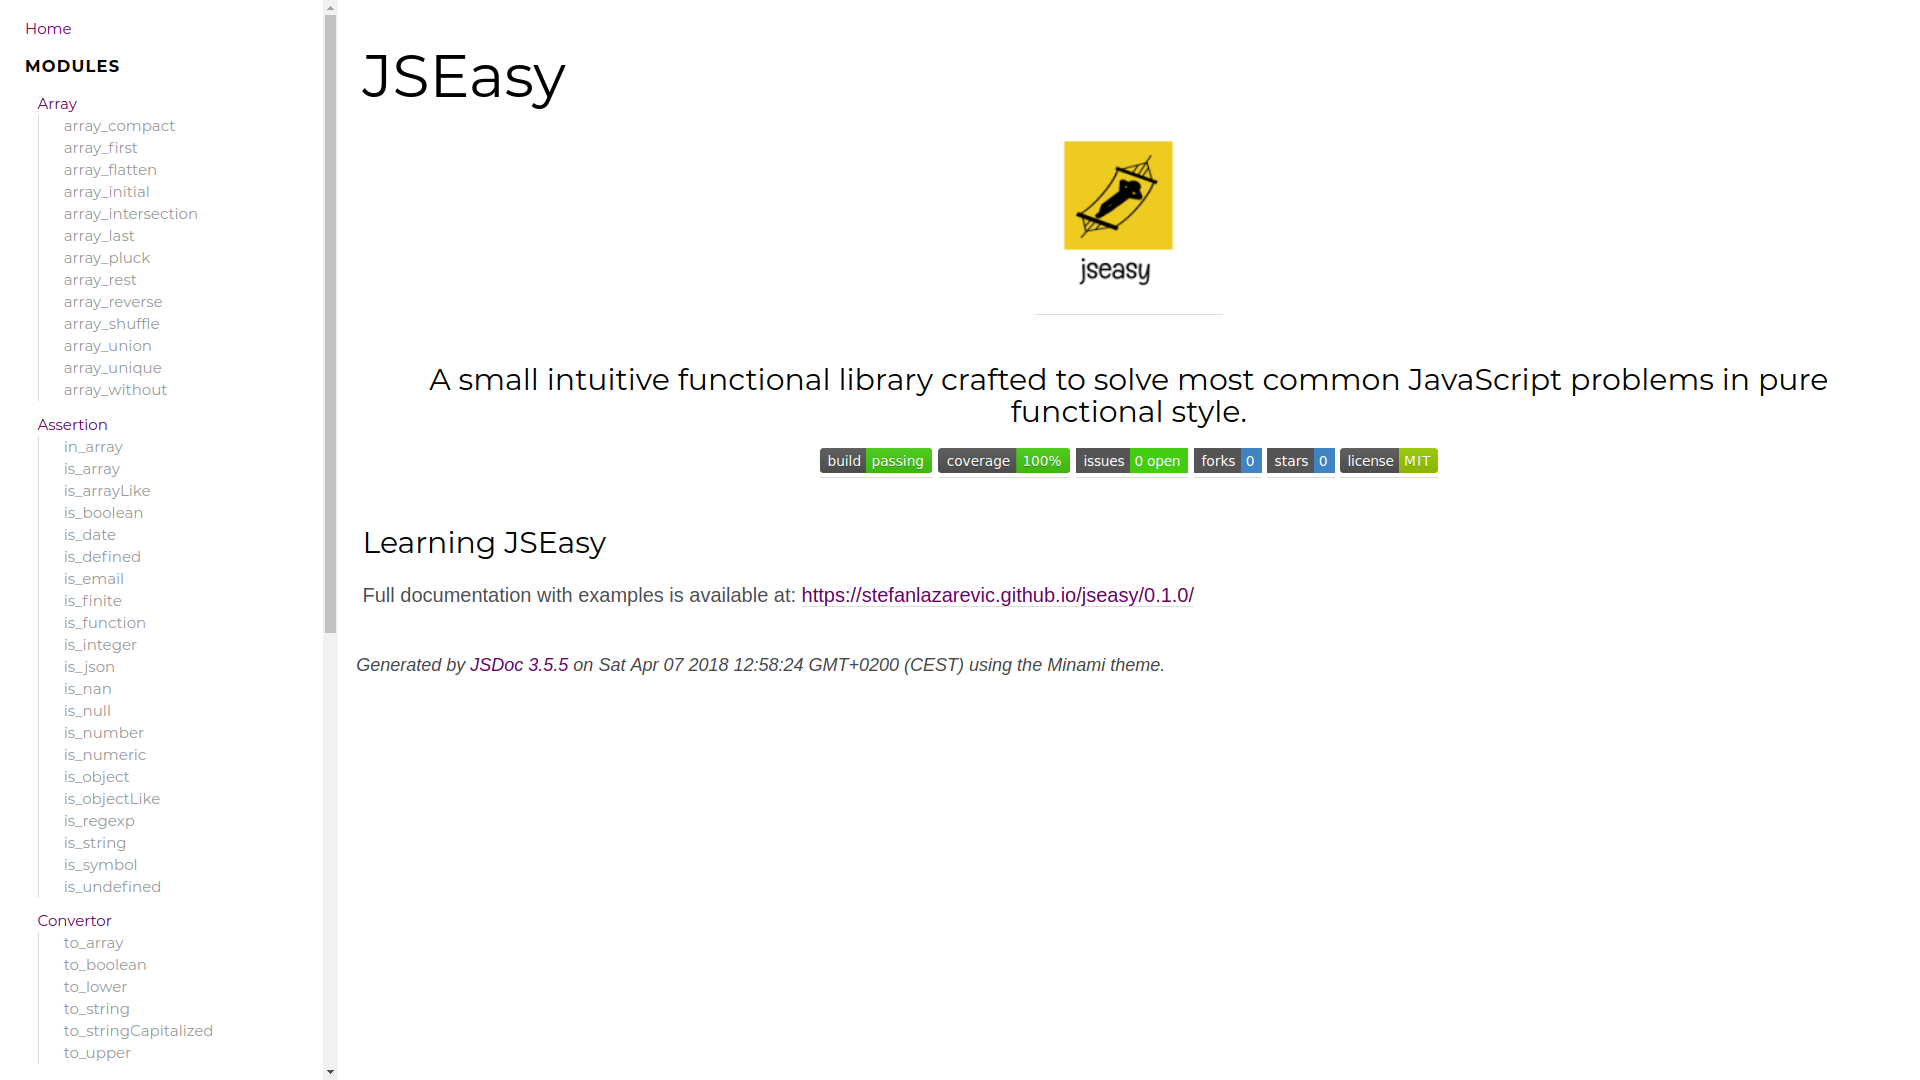 Home
MODULES
Array
array_compact
array_first
array_flatten
array_initial
array_intersection
array_last
array_pluck
array_rest
array_reverse
array_shuffle
array_union
array_unique
array_without
Assertion
in_array
is_array
is_arrayLike
is_boolean
is_date
is_defined
is_email
is_finite
is_function
is_integer
is_json
is_nan
is_null
is_number
is_numeric
is_object
is_objectLike
is_regexp
is_string
is_symbol
is_undefined
Convertor
to_array
to_boolean
to_lower
to_string
to_stringCapitalized
to_upper
JSEasy
jseasy
A small intuitive functional library crafted to solve most common JavaScript problems in pure
functional style.
build passing coverage 100% issues 0 open forks 0 stars 0 license MIT
Learning JSEasy
Full documentation with examples is available at: https://stefanlazarevic.github.io/jseasy/0.1.0/
Generated by JSDoc 3.5.5 on Sat Apr 07 2018 12:58:24 GMT+0200 (CEST) using the Minami theme.